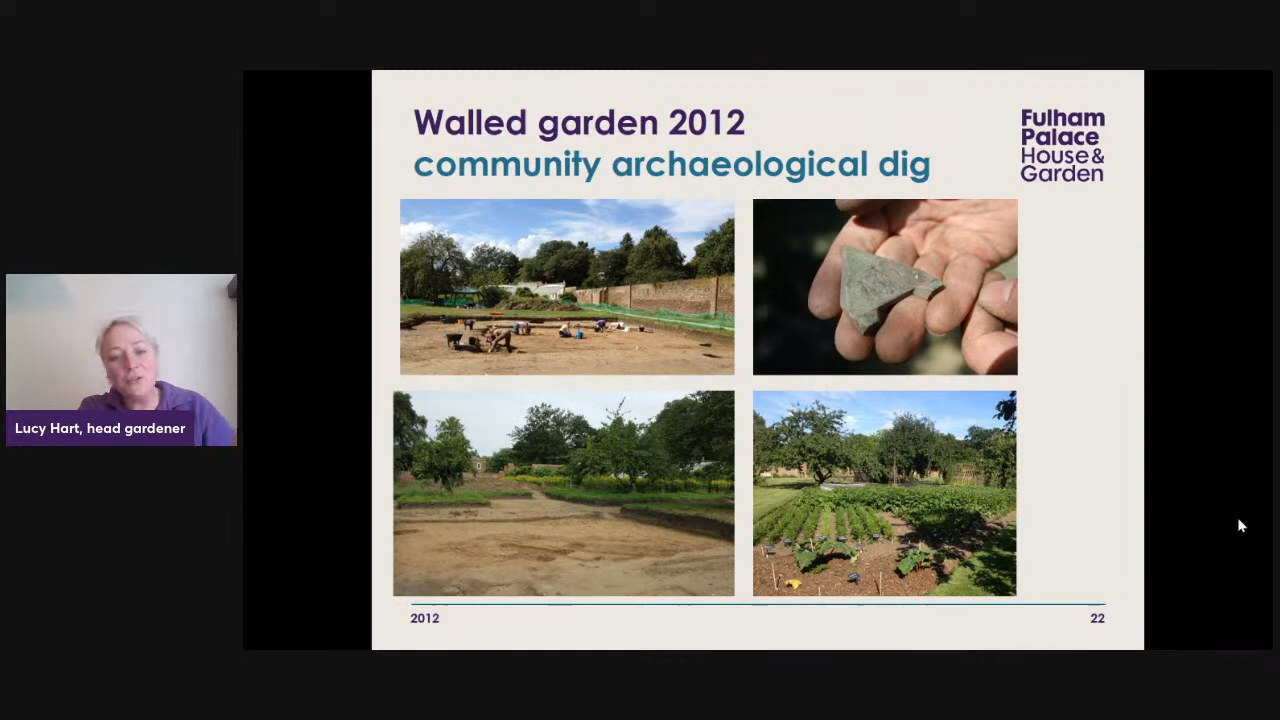 Walled garden 2012
community archaeological dig
Fulham
Palace
House &
Garden
Lucy Hart, head gardener
2012
22